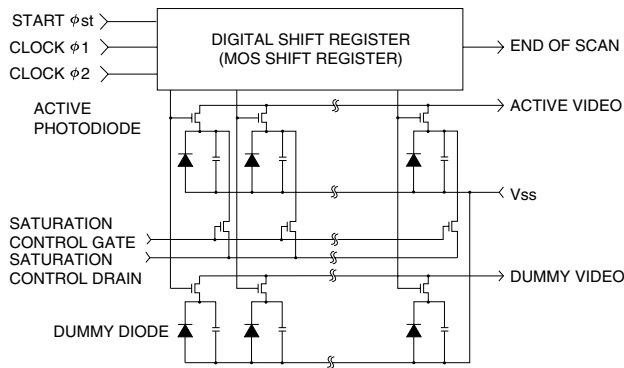 START φst
CLOCK φ1
CLOCK φ2
DIGITAL SHIFT REGISTER
(MOS SHIFT REGISTER)
END OF SCAN
ACTIVE
PHOTODIODE
ACTIVE VIDEO
Vss
SATURATION
CONTROL GATE
SATURATION
CONTROL DRAIN
DUMMY VIDEO
DUMMY DIODE